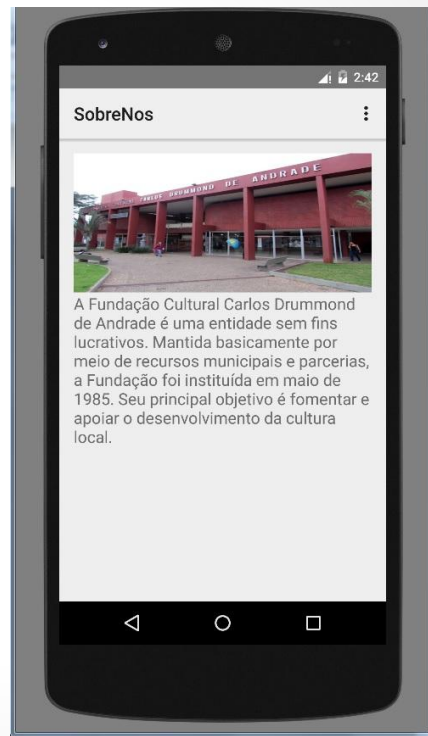 2:42
SobreNos
CARLOS DRUMMOND DE ANDRADE
A Fundação Cultural Carlos Drummond
de Andrade é uma entidade sem fins
lucrativos. Mantida basicamente por
meio de recursos municipais e parcerias,
a Fundação foi instituída em maio de
1985. Seu principal objetivo é fomentar e
apoiar o desenvolvimento da cultura
local.